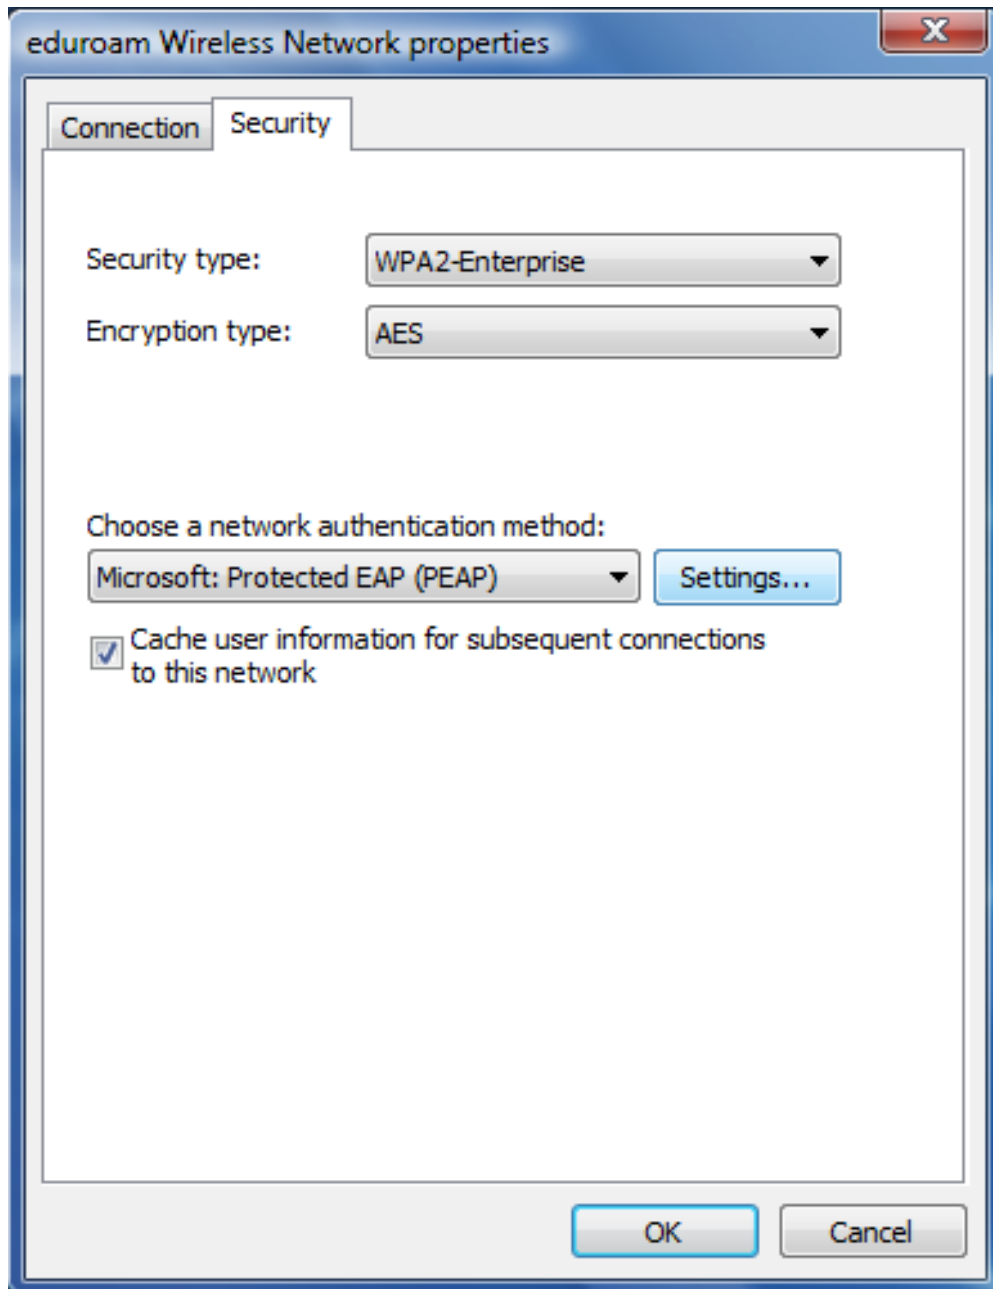 eduroam Wireless Network properties
Connection
Security
Security type:
WPA2-Enterprise
Encryption type:
AES
Choose a network authentication method:
Microsoft: Protected EAP (PEAP)
Settings...
Cache user information for subsequent connections
to this network
OK
Cancel